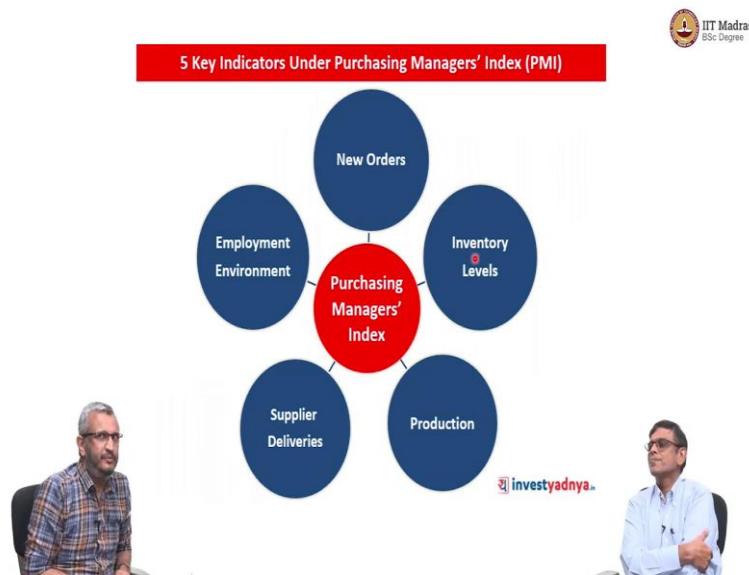 IIT Madras
BSc Degree
5 Key Indicators Under Purchasing Managers' Index (PMI)
New Orders
Employment
Environment
Inventory
Levels
Purchasing
Managers'
Index
Supplier
Deliveries
Production
investyadnya.in